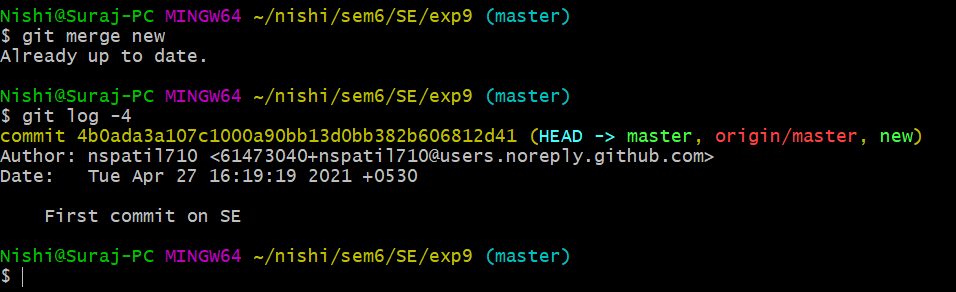 Nishi@Suraj-PC MINGW64 ~/nishi/sem6/SE/exp9 (master)
$ git merge new
Already up to date.
Nishi@Suraj-PC MINGW64 ~/nishi/sem6/SE/exp9 (master)
$ git log -4
commit 4b0ada3a107c1000a90bb13d0bb382b606812d41 (HEAD -> master, origin/master, new)
Author: nspatil710 <61473040+nspatil710@users.noreply.github.com>
Date:   Tue Apr 27 16:19:19 2021 +0530
    First commit on SE
Nishi@Suraj-PC MINGW64 ~/nishi/sem6/SE/exp9 (master)
$